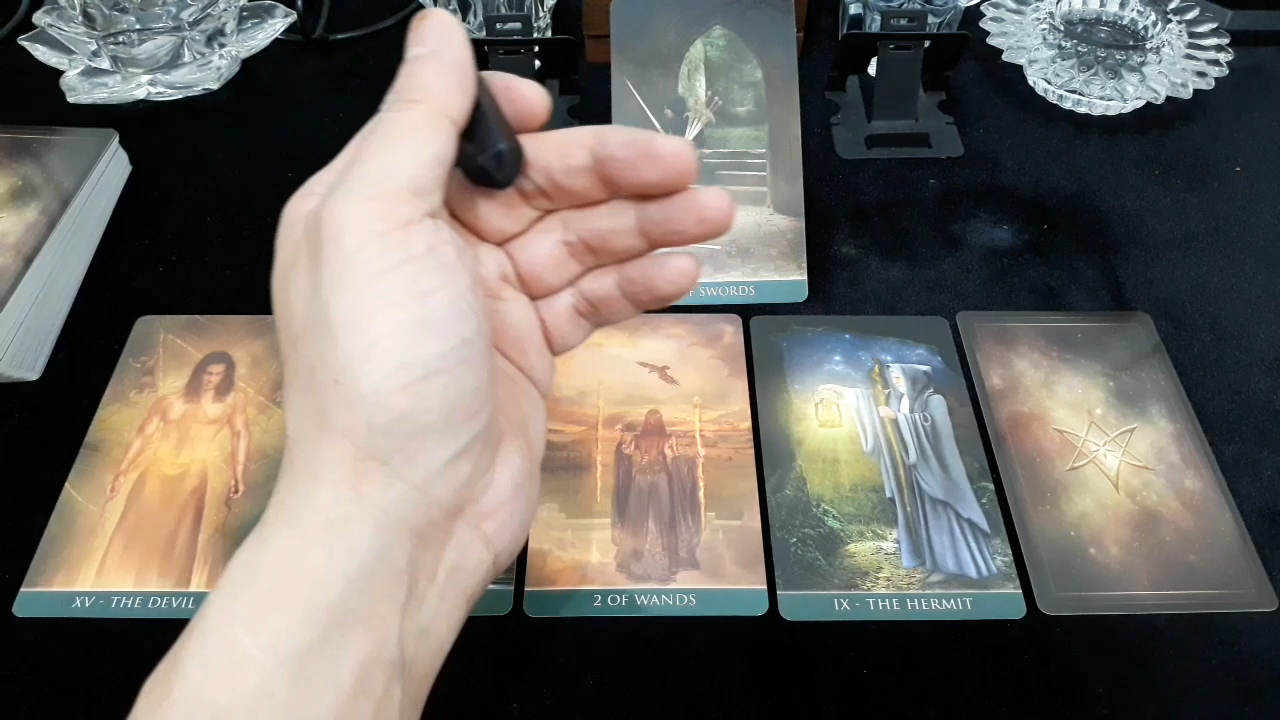 SWORDS
XV - THE DEVIL
2 OF WANDS
IX - THE HERMIT